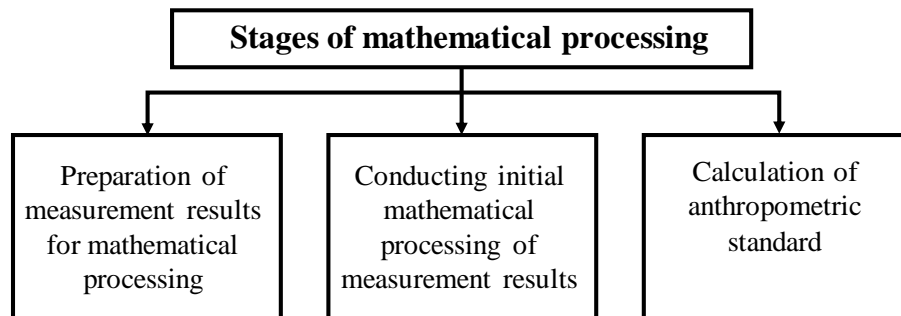 Stages of mathematical processing
Preparation of
measurement results
for mathematical
processing
Conducting initial
mathematical
processing of
measurement results
Calculation of
anthropometric
standard